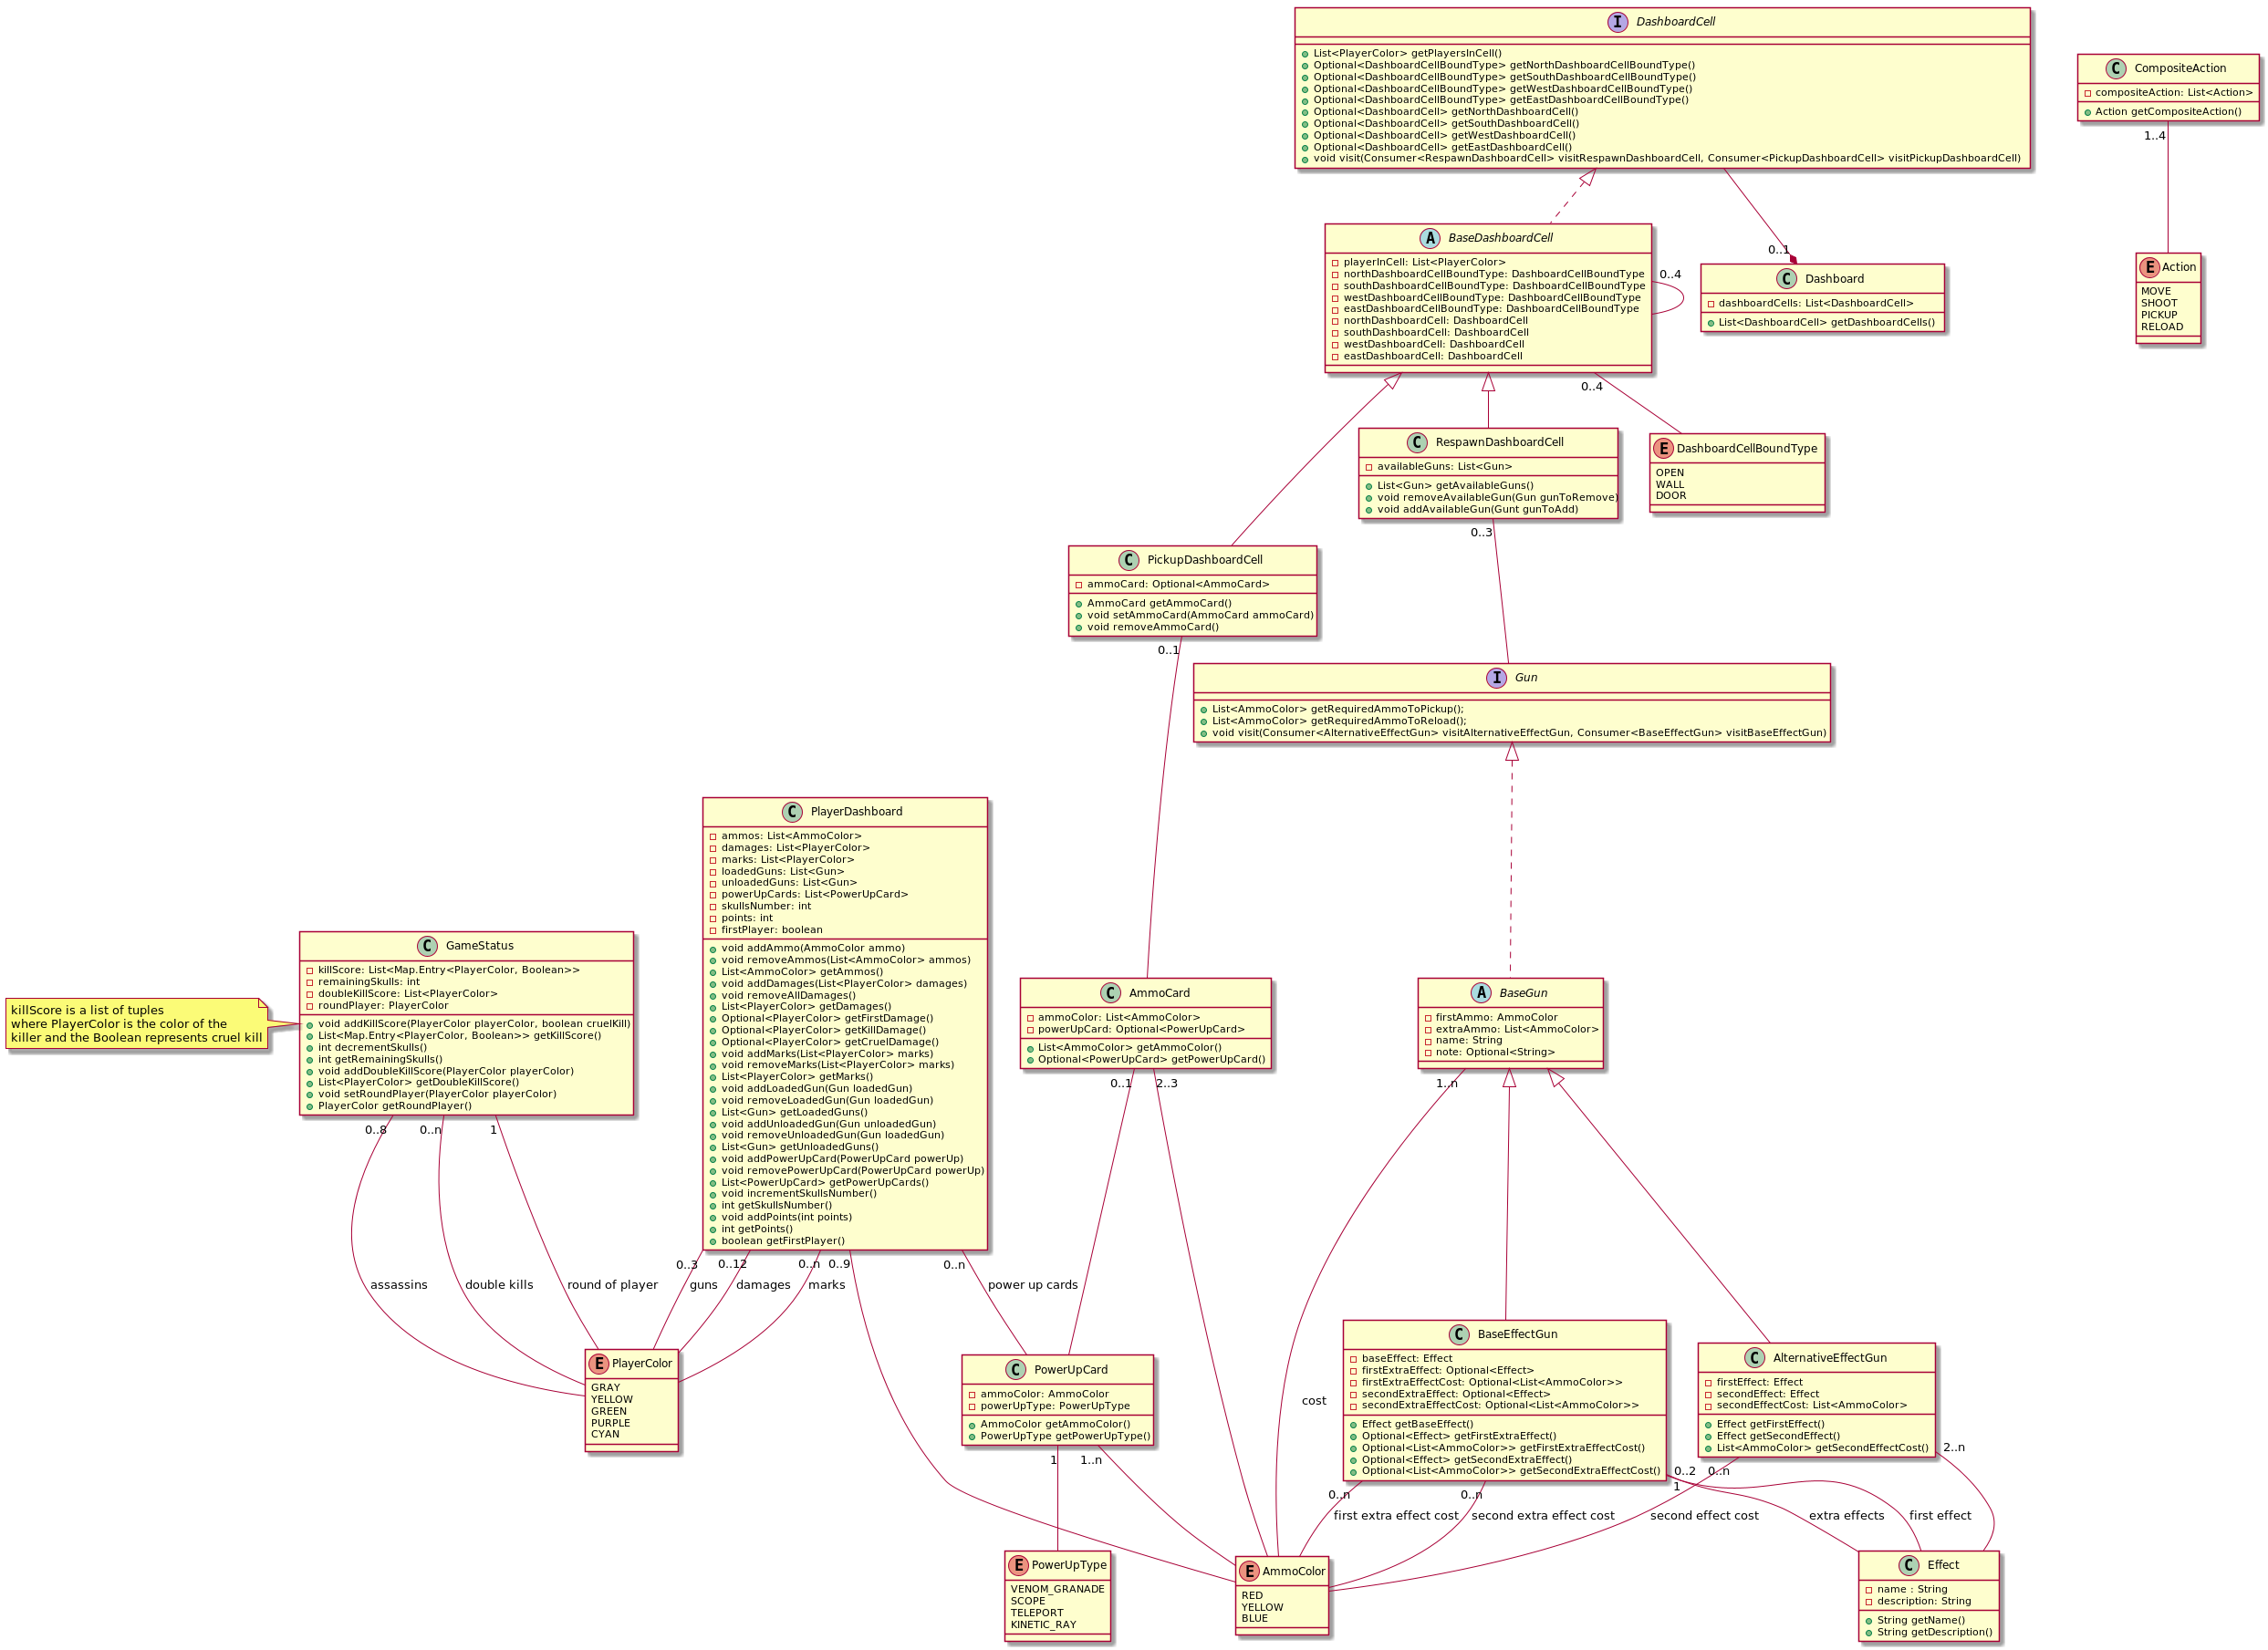 I DashboardCell
List<PlayerColor> getPlayersInCell()
Optional<DashboardCellBoundType> getNorthDashboardCellBoundType()
Optional<DashboardCellBoundType> getSouthDashboardCellBoundType()
Optional<DashboardCellBoundType> getWestDashboardCellBoundType()
Optional<DashboardCellBoundType> getEastDashboardCellBoundType()
Optional<DashboardCell> getNorthDashboardCell()
Optional<DashboardCell> getSouthDashboardCell()
Optional<DashboardCell> getWestDashboardCell()
Optional<DashboardCell> getEastDashboardCell()
void visit(Consumer<RespawnDashboardCell> visitRespawnDashboardCell, Consumer<PickupDashboardCell> visitPickupDashboardCell)
C CompositeAction
compositeAction: List<Action>
Action getCompositeAction()
1..4
A BaseDashboardCell
playerInCell: List<PlayerColor>
northDashboardCellBoundType: DashboardCellBoundType
southDashboardCellBoundType: DashboardCellBoundType
westDashboardCellBoundType: DashboardCellBoundType
eastDashboardCellBoundType: DashboardCellBoundType
northDashboardCell: DashboardCell
southDashboardCell: DashboardCell
westDashboardCell: DashboardCell
eastDashboardCell: DashboardCell
0..4
0..1
C Dashboard
dashboardCells: List<DashboardCell>
List<DashboardCell> getDashboardCells()
E Action
MOVE
SHOOT
PICKUP
RELOAD
0..4
C RespawnDashboardCell
availableGuns: List<Gun>
List<Gun> getAvailableGuns()
void removeAvailableGun(Gun gunToRemove)
void addAvailableGun(Gunt gunToAdd)
0..3
E DashboardCellBoundType
OPEN
WALL
DOOR
C PickupDashboardCell
ammoCard: Optional<AmmoCard>
AmmoCard getAmmoCard()
void setAmmoCard(AmmoCard ammoCard)
void removeAmmoCard()
0..1
I Gun
List<AmmoColor> getRequiredAmmoToPickup();
List<AmmoColor> getRequiredAmmoToReload();
void visit(Consumer<AlternativeEffectGun> visitAlternativeEffectGun, Consumer<BaseEffectGun> visitBaseEffectGun)
C PlayerDashboard
ammos: List<AmmoColor>
damages: List<PlayerColor>
marks: List<PlayerColor>
loadedGuns: List<Gun>
unloadedGuns: List<Gun>
powerUpCards: List<PowerUpCard>
skullsNumber: int
points: int
firstPlayer: boolean
void addAmmo(AmmoColor ammo)
void removeAmmos(List<AmmoColor> ammos)
List<AmmoColor> getAmmos()
void addDamages(List<PlayerColor> damages)
void removeAllDamages()
List<PlayerColor> getDamages()
Optional<PlayerColor> getFirstDamage()
Optional<PlayerColor> getKillDamage()
Optional<PlayerColor> getCruelDamage()
void addMarks(List<PlayerColor> marks)
void removeMarks(List<PlayerColor> marks)
List<PlayerColor> getMarks()
void addLoadedGun(Gun loadedGun)
void removeLoadedGun(Gun loadedGun)
List<Gun> getLoadedGuns()
void addUnloadedGun(Gun unloadedGun)
void removeUnloadedGun(Gun loadedGun)
List<Gun> getUnloadedGuns()
void addPowerUpCard(PowerUpCard powerUp)
void removePowerUpCard(PowerUpCard powerUp)
List<PowerUpCard> getPowerUpCards()
void incrementSkullsNumber()
int getSkullsNumber()
void addPoints(int points)
int getPoints()
boolean getFirstPlayer()
killScore is a list of tuples
where PlayerColor is the color of the
killer and the Boolean represents cruel kill
C GameStatus
killScore: List<Map.Entry<PlayerColor, Boolean>>
remainingSkulls: int
doubleKillScore: List<PlayerColor>
roundPlayer: PlayerColor
void addKillScore(PlayerColor playerColor, boolean cruelKill)
List<Map.Entry<PlayerColor, Boolean>> getKillScore()
int decrementSkulls()
int getRemainingSkulls()
void addDoubleKillScore(PlayerColor playerColor)
List<PlayerColor> getDoubleKillScore()
void setRoundPlayer(PlayerColor playerColor)
PlayerColor getRoundPlayer()
0..8
0..n
1
C AmmoCard
ammoColor: List<AmmoColor>
powerUpCard: Optional<PowerUpCard>
List<AmmoColor> getAmmoColor()
Optional<PowerUpCard> getPowerUpCard()
0..1
2..3
A BaseGun
firstAmmo: AmmoColor
extraAmmo: List<AmmoColor>
name: String
note: Optional<String>
1..n
0..3
0..12
0..n
0..9
0..n
assassins
double kills
round of player
guns
damages
marks
power up cards
cost
E PlayerColor
GRAY
YELLOW
GREEN
PURPLE
CYAN
C PowerUpCard
ammoColor: AmmoColor
powerUpType: PowerUpType
AmmoColor getAmmoColor()
PowerUpType getPowerUpType()
1
1..n
C BaseEffectGun
baseEffect: Effect
firstExtraEffect: Optional<Effect>
firstExtraEffectCost: Optional<List<AmmoColor>>
secondExtraEffect: Optional<Effect>
secondExtraEffectCost: Optional<List<AmmoColor>>
Effect getBaseEffect()
Optional<Effect> getFirstExtraEffect()
Optional<List<AmmoColor>> getFirstExtraEffectCost()
Optional<Effect> getSecondExtraEffect()
Optional<List<AmmoColor>> getSecondExtraEffectCost()
C AlternativeEffectGun
firstEffect: Effect
secondEffect: Effect
secondEffectCost: List<AmmoColor>
Effect getFirstEffect()
Effect getSecondEffect()
List<AmmoColor> getSecondEffectCost()
2..n
0..2
0..n
1
0..n
0..n
first extra effect cost
second extra effect cost
second effect cost
extra effects
first effect
E PowerUpType
VENOM_GRANADE
SCOPE
TELEPORT
KINETIC_RAY
E AmmoColor
RED
YELLOW
BLUE
C Effect
name : String
description: String
String getName()
String getDescription()